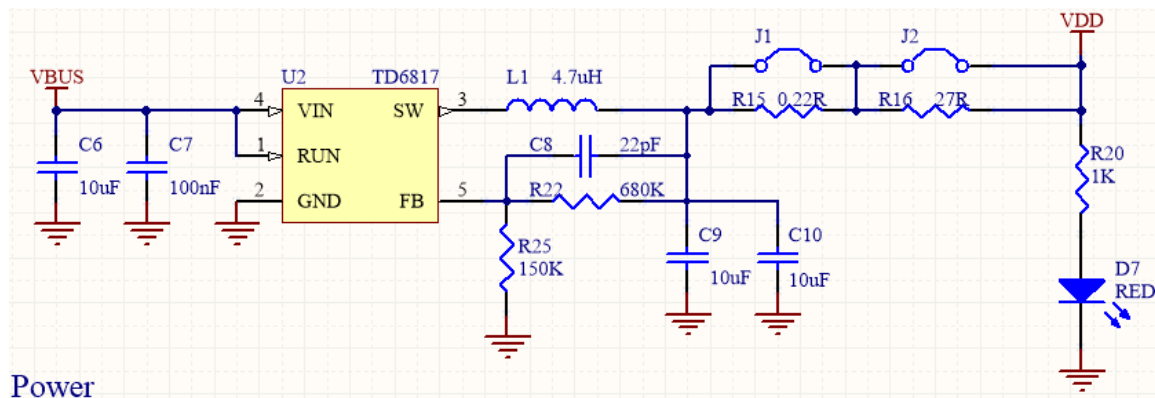 VDD
J1
J2
VBUS
U2
TD6817
L1
4.7uH
4
VIN
SW
3
R15
0.22R
R16
27R
C6
10uF
C7
100nF
1
RUN
C8
22pF
R20
1K
2
GND
FB
5
R22
680K
R25
150K
C9
10uF
C10
10uF
D7
RED
Power